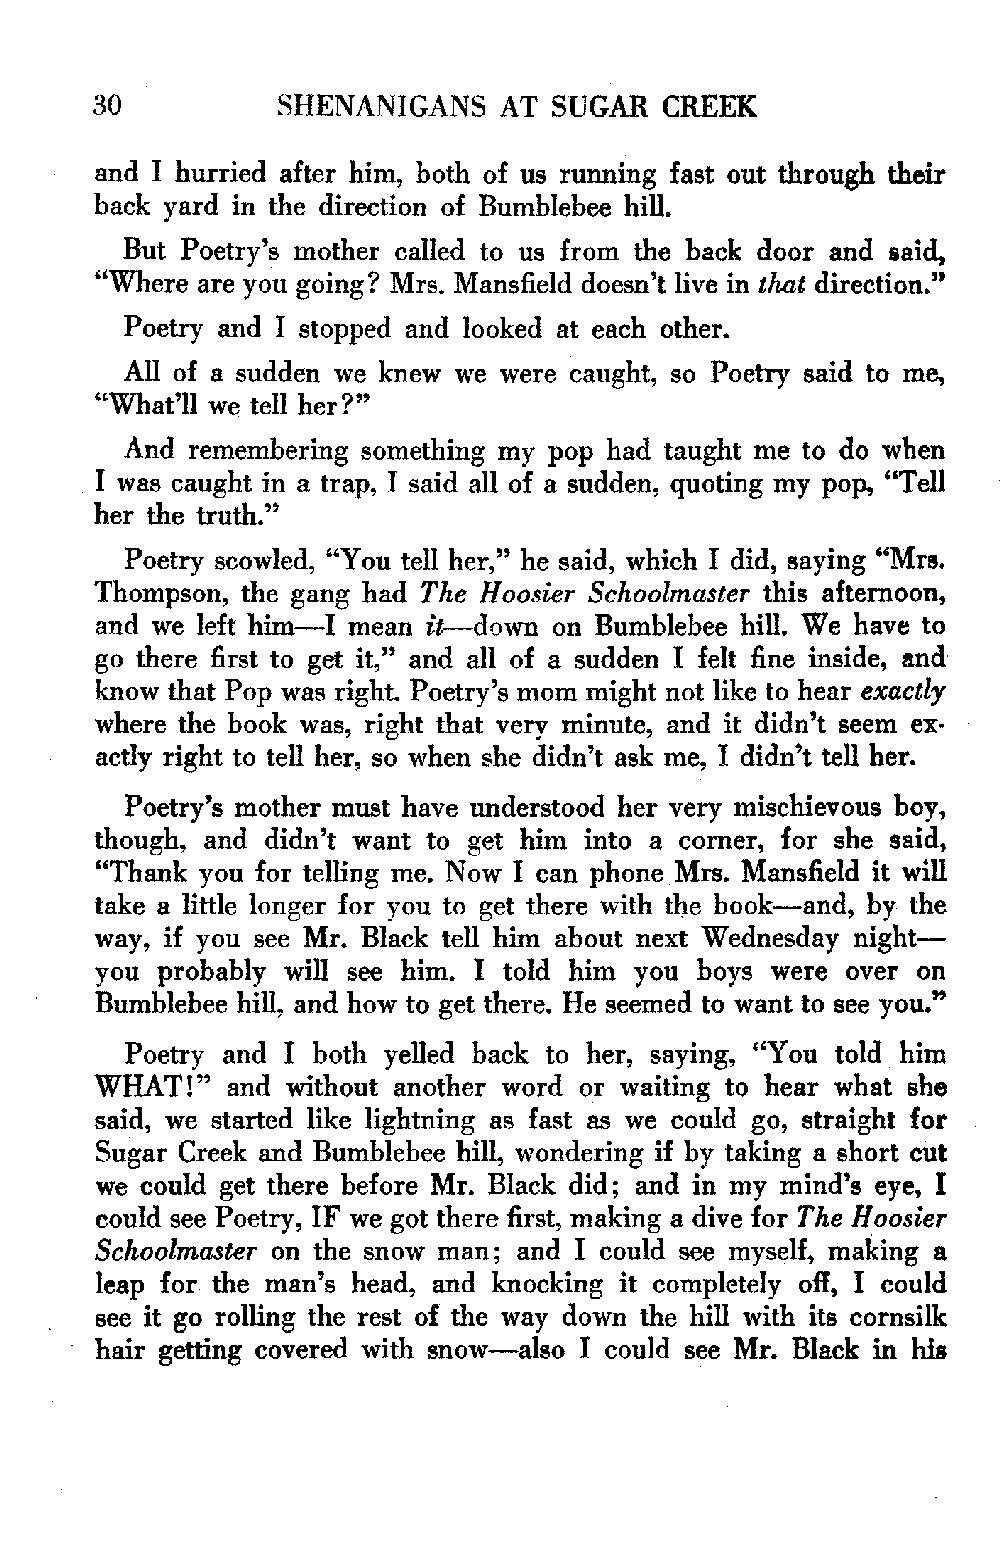 30 SHENANIGANS AT SUGAR CREEK
and I hurried after him, both of us running fast out through their
back yard in the direction of Bumblebee hill.
But Poetry's mother called to us from the back door and said,
“Where are you going? Mrs. Mansfield doesn't live in that direction.”
Poetry and I stopped and looked at each other.
All of a sudden we knew we were caught, so Poetry said to me,
“What'll we tell her?”
And remembering something my pop had taught me to do when
I was caught in a trap, I said all of a sudden, quoting my pop, “Tell
her the truth.”
Poetry scowled, “You tell her,” he said, which I did, saying “Mrs.
Thompson, the gang had The Hoosier Schoolmaster this afternoon,
and we left him—I mean it—down on Bumblebee hill. We have to
go there first to get it,” and all of a sudden I felt fine inside, and
know that Pop was right. Poetry's mom might not like to hear exactly
where the book was, right that very minute, and it didn't seem ex-
actly right to tell her, so when she didn't ask me, I didn't tell her.
Poetry's mother must have understood her very mischievous boy,
though, and didn't want to get him into a corner, for she said,
“Thank you for telling me. Now I can phone Mrs. Mansfield it will
take a little longer for you to get there with the book—and, by the
way, if you see Mr. Black tell him about next Wednesday night—
you probably will see him. I told him you boys were over on
Bumblebee hill, and how to get there. He seemed to want to see you.”
Poetry and I both yelled back to her, saying, “You told him
WHAT!” and without another word or waiting to hear what she
said, we started like lightning as fast as we could go, straight for
Sugar Creek and Bumblebee hill, wondering if by taking a short cut
we could get there before Mr. Black did; and in my mind's eye, I
could see Poetry, IF we got there first, making a dive for The Hoosier
Schoolmaster on the snow man; and I could see myself, making a
leap for the man's head, and knocking it completely off, I could
see it go rolling the rest of the way down the hill with its cornsilk
hair getting covered with snow—also I could see Mr. Black in his